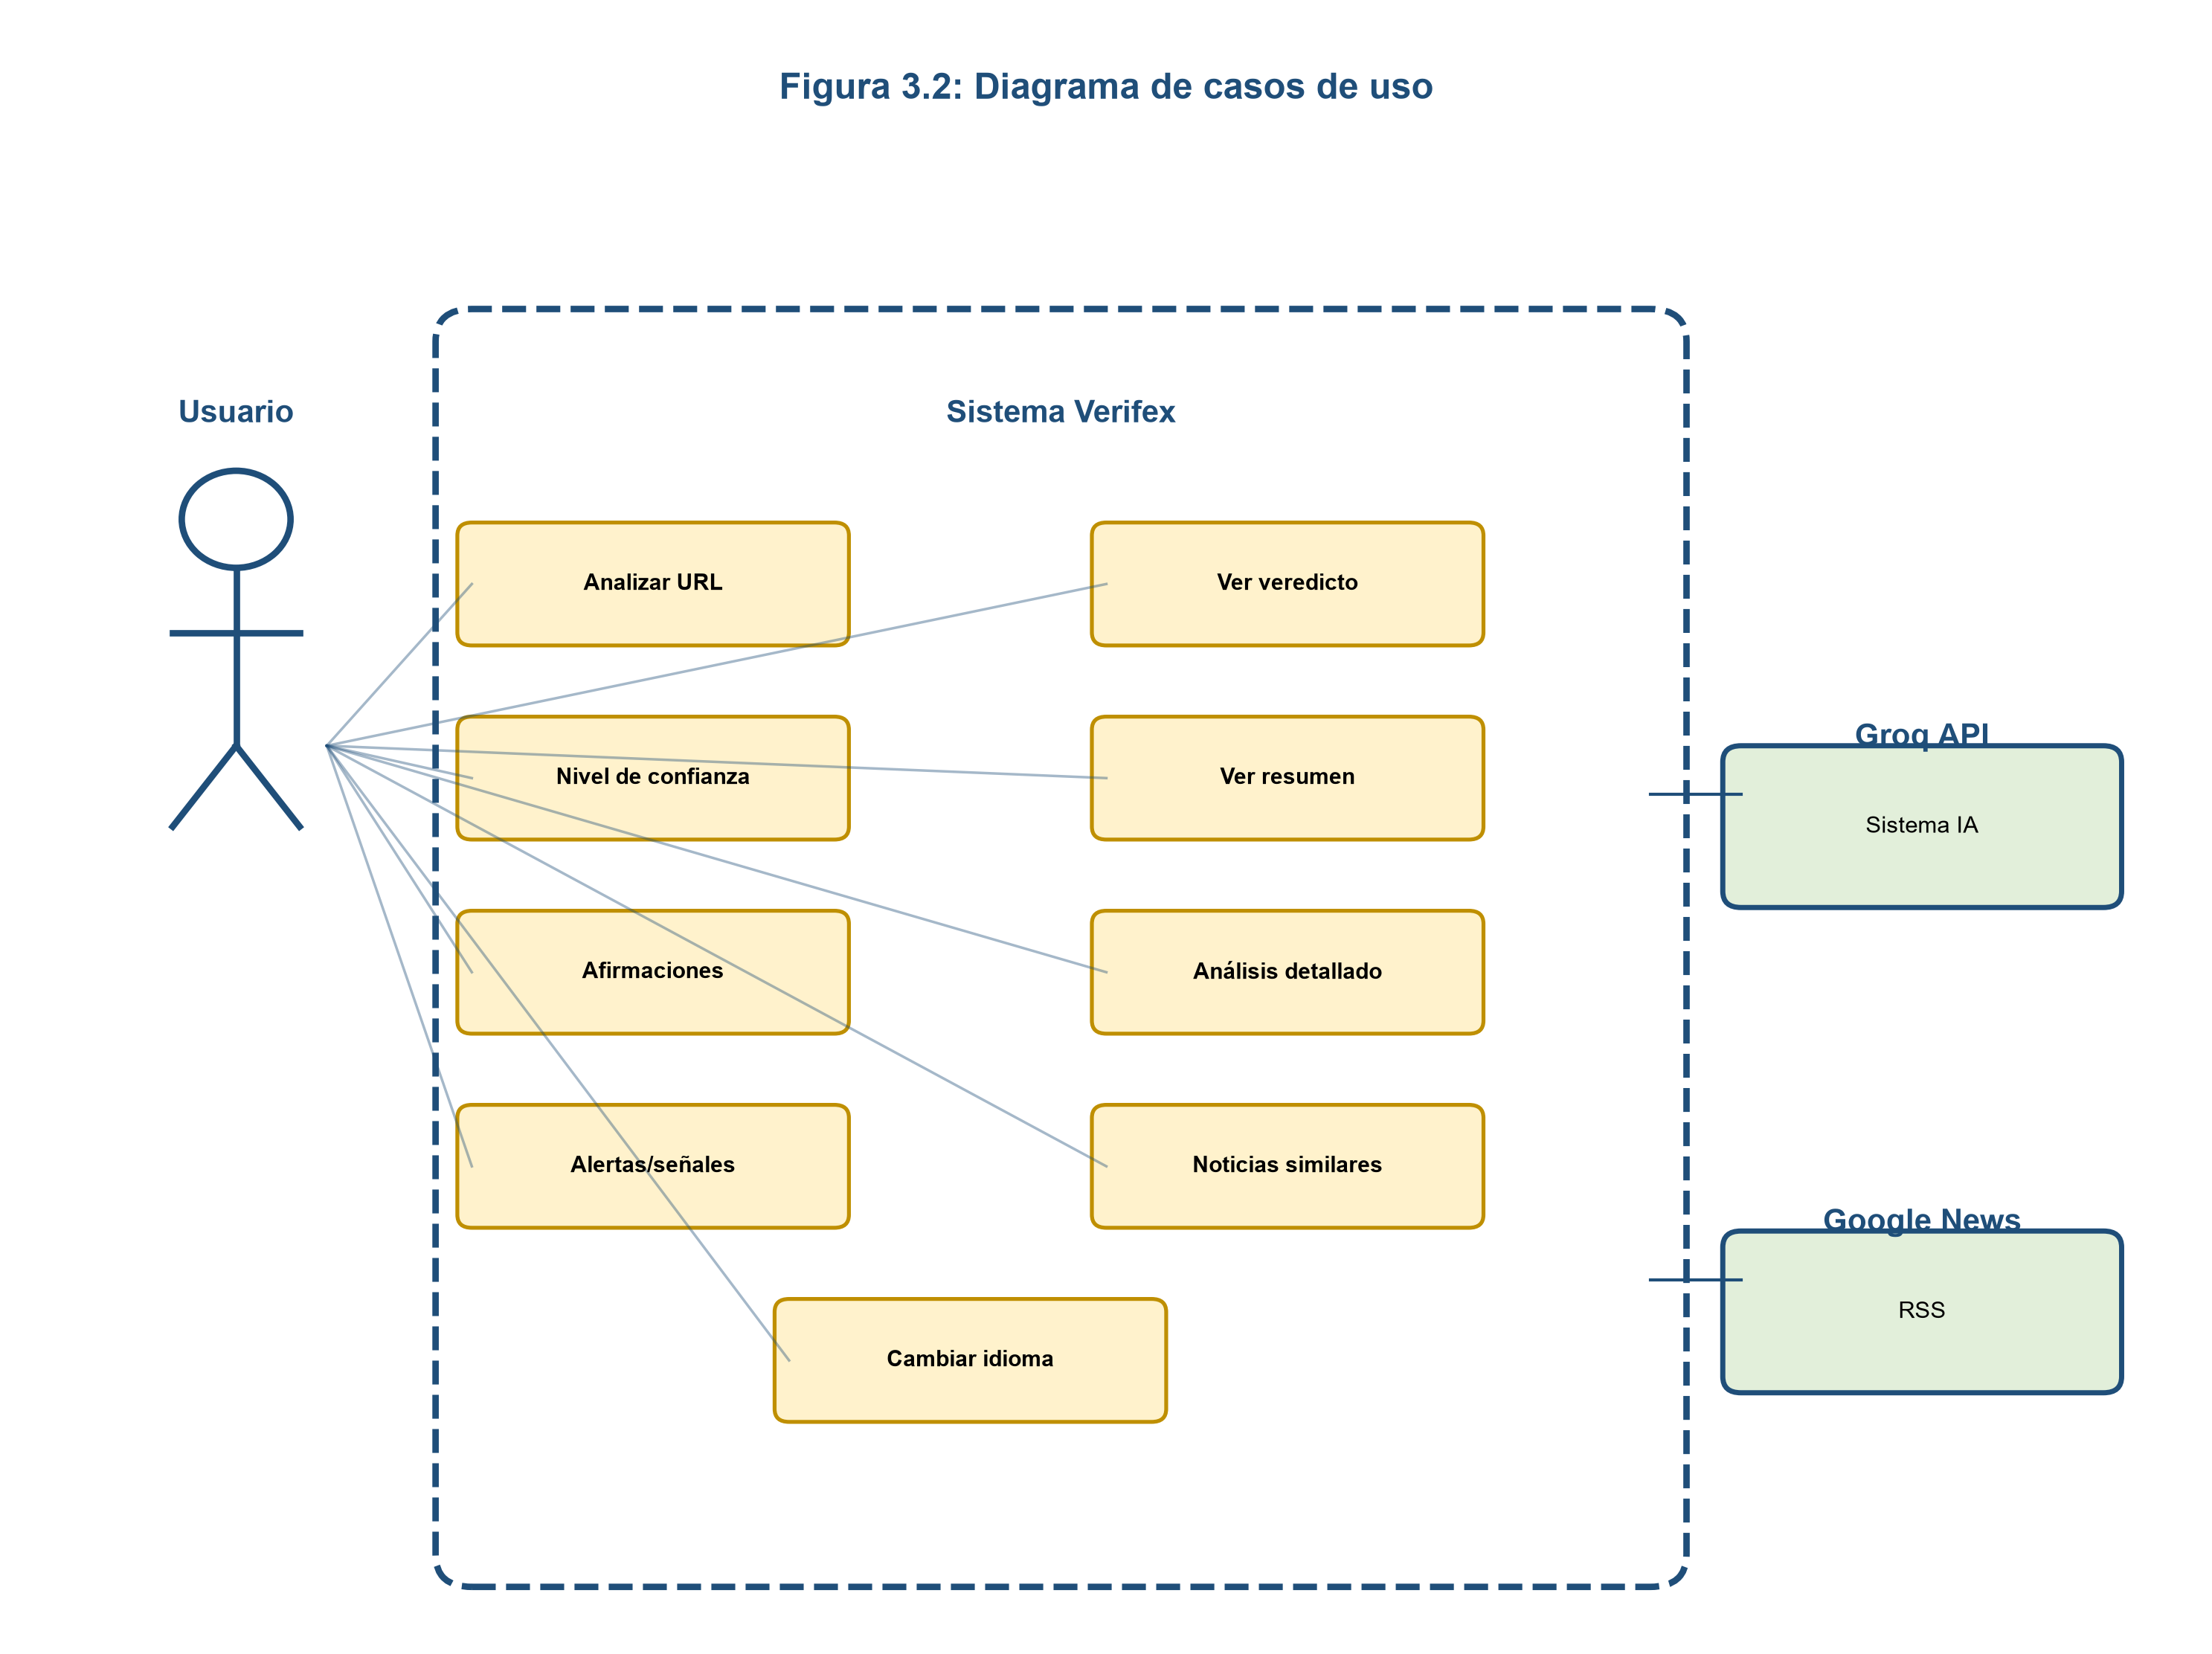 Figura 3.2: Diagrama de casos de uso
Usuario
Sistema Verifex
Analizar URL
Ver veredicto
Nivel de confianza
Ver resumen
Afirmaciones
Análisis detallado
Alertas/señales
Noticias similares
Cambiar idioma
Groq API
Sistema IA
Google News
RSS